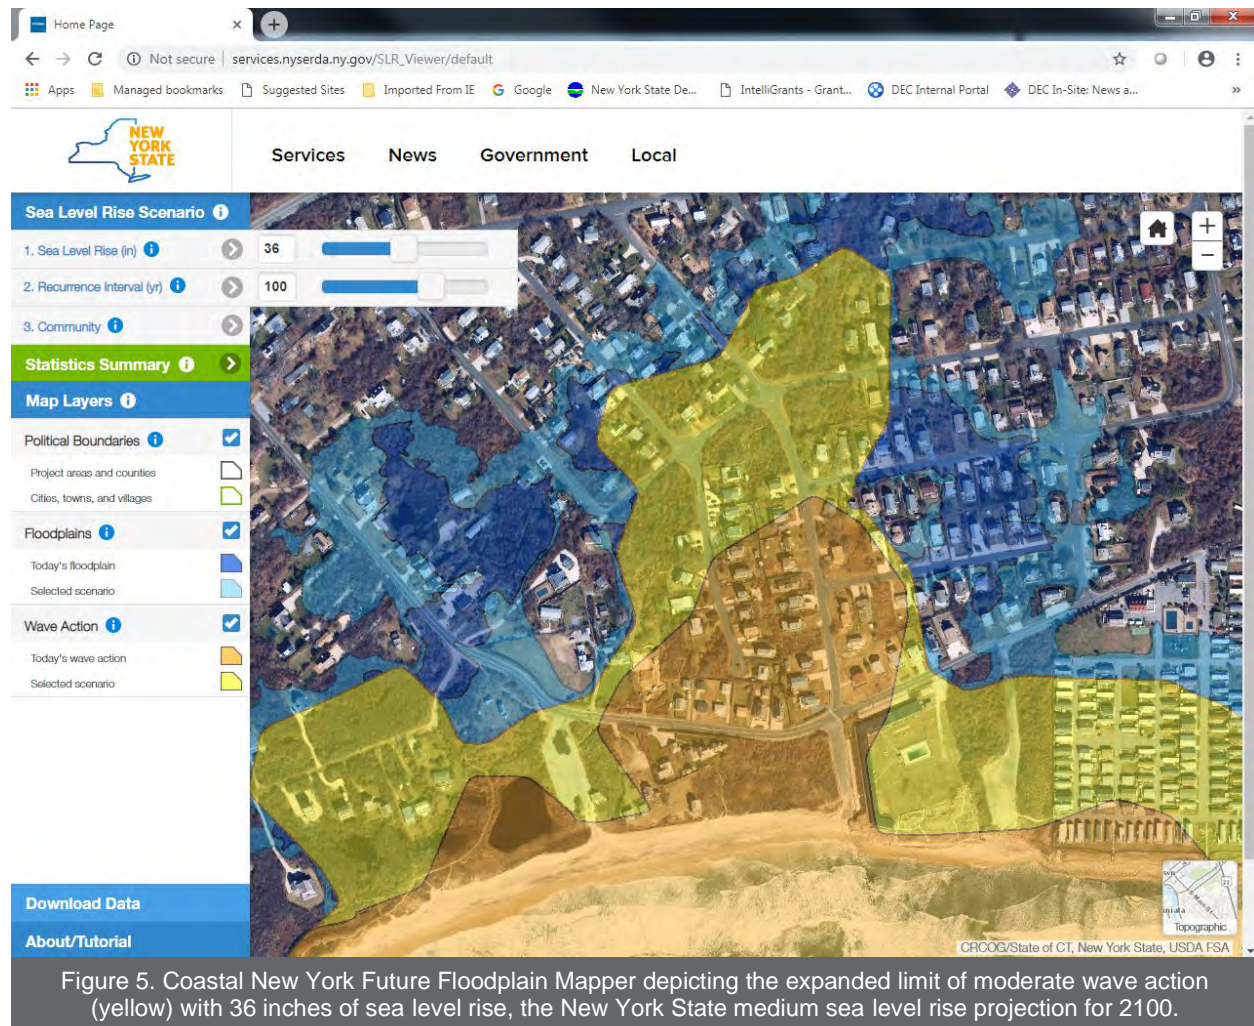 Home Page
Not secure | services.nyserda.ny.gov/SLR_Viewer/default
Apps Managed bookmarks Suggested Sites Imported From IE Google New York State De... IntelliGrants - Grant... DEC Internal Portal DEC In-Site: News a... »
NEW
YORK
STATE
Services News Government Local
Sea Level Rise Scenario
1. Sea Level Rise (in) 36
2. Recurrence Interval (yr) 100
3. Community
Statistics Summary
Map Layers
Political Boundaries
Project areas and counties
Cities, towns, and villages
Floodplains
Today's floodplain
Selected scenario
Wave Action
Today's wave action
Selected scenario
Download Data
About/Tutorial
+
−
Topographic
CRCOG/State of CT, New York State, USDA FSA
Figure 5. Coastal New York Future Floodplain Mapper depicting the expanded limit of moderate wave action
(yellow) with 36 inches of sea level rise, the New York State medium sea level rise projection for 2100.